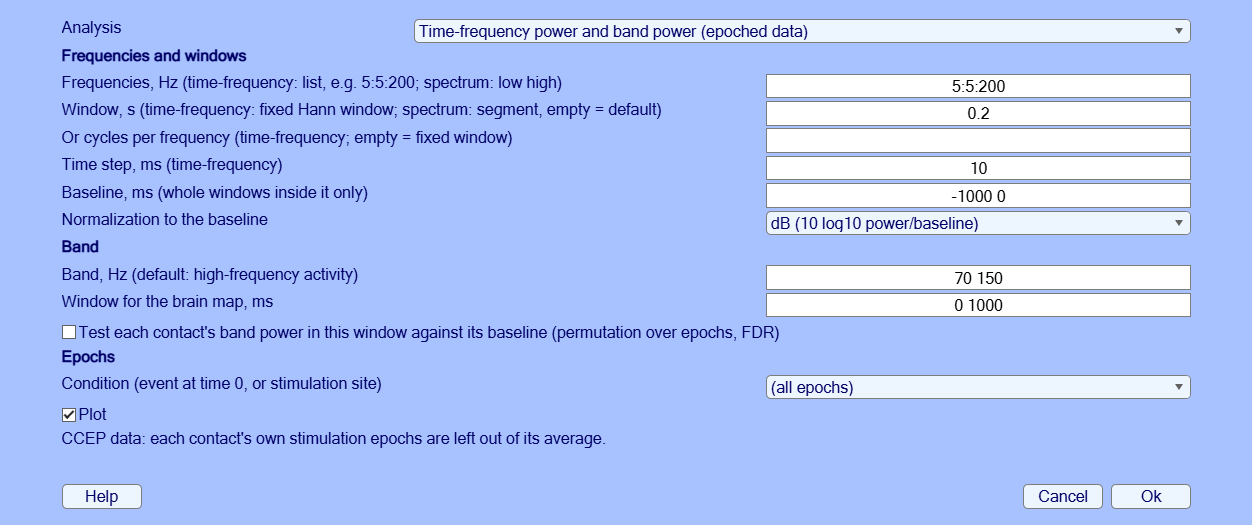 Analysis
Time-frequency power and band power (epoched data)
Frequencies and windows
Frequencies, Hz (time-frequency: list, e.g. 5:5:200; spectrum: low high)
5:5:200
Window, s (time-frequency: fixed Hann window; spectrum: segment, empty = default)
0.2
Or cycles per frequency (time-frequency; empty = fixed window)
Time step, ms (time-frequency)
10
Baseline, ms (whole windows inside it only)
-1000 0
Normalization to the baseline
dB (10 log10 power/baseline)
Band
Band, Hz (default: high-frequency activity)
70 150
Window for the brain map, ms
0 1000
Test each contact's band power in this window against its baseline (permutation over epochs, FDR)
Epochs
Condition (event at time 0, or stimulation site)
(all epochs)
Plot
CCEP data: each contact's own stimulation epochs are left out of its average.
Help
Cancel
Ok